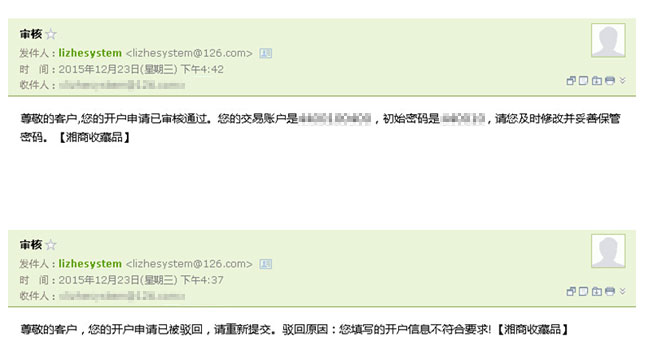 审核
发件人：lizhesystem <lizhesystem@126.com>
时 间：2015年12月23日(星期三) 下午4:42
收件人：
尊敬的客户,您的开户申请已审核通过。您的交易账户是，初始密码是，请您及时修改并妥善保管
密码。【湘商收藏品】
审核
发件人：lizhesystem <lizhesystem@126.com>
时 间：2015年12月23日(星期三) 下午4:37
收件人：
尊敬的客户，您的开户申请已被驳回，请重新提交。驳回原因：您填写的开户信息不符合要求!【湘商收藏品】